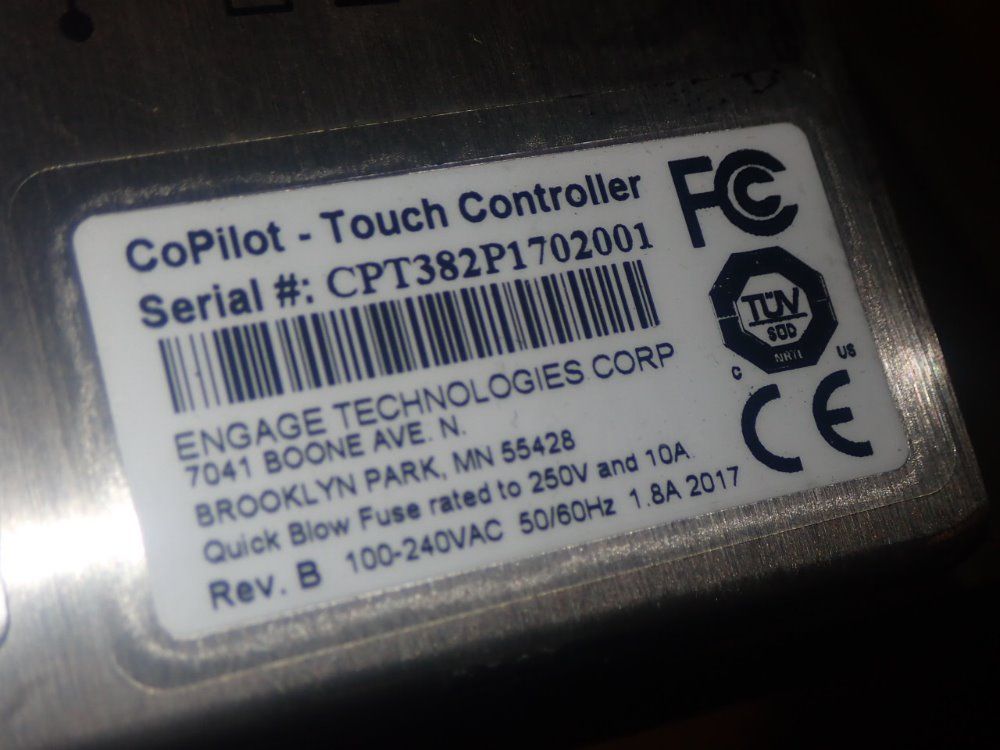 CoPilot - Touch Controller
Serial #: CPT382P1702001
ENGAGE TECHNOLOGIES CORP
7041 BOONE AVE. N.
BROOKLYN PARK, MN 55428
Quick Blow Fuse rated to 250V and 10A
Rev. B 100-240VAC 50/60Hz 1.8A 2017
FC
TÜV
SÜD
NRTL
C US
CE